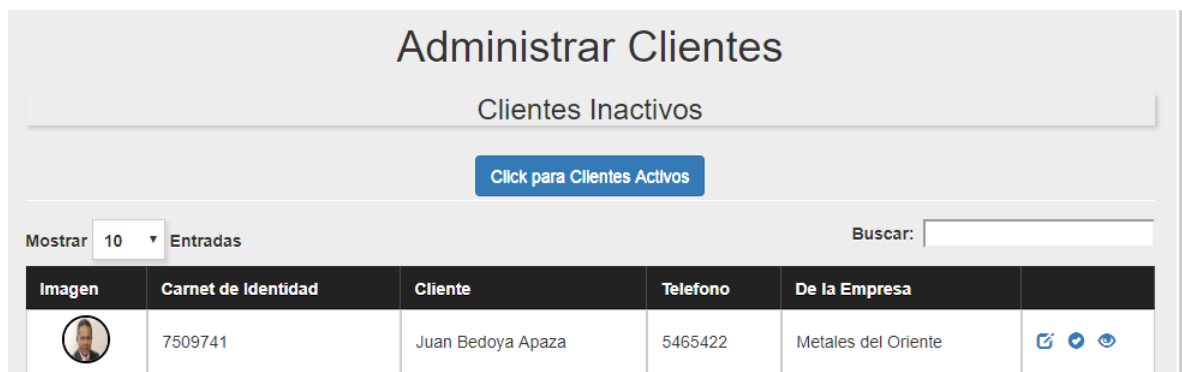 Administrar Clientes
Clientes Inactivos
Click para Clientes Activos
Mostrar 10 Entradas Buscar:
Imagen Carnet de Identidad Cliente Telefono De la Empresa
7509741 Juan Bedoya Apaza 5465422 Metales del Oriente